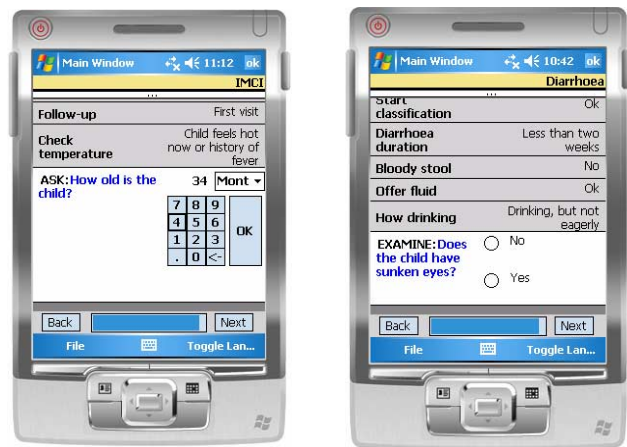 Main Window 11:12 ok
IMCI
Follow-up First visit
Check temperature Child feels hot
now or history of
fever
ASK:How old is the child? 34 Mont
7 8 9
4 5 6 OK
1 2 3
. 0 <-
Back Next
File Toggle Lan...
Main Window 10:42 ok
Diarrhoea
Start classification Ok
Diarrhoea duration Less than two
weeks
Bloody stool No
Offer fluid Ok
How drinking Drinking, but not
eagerly
EXAMINE:Does No
the child have
sunken eyes? Yes
Back Next
File Toggle Lan...